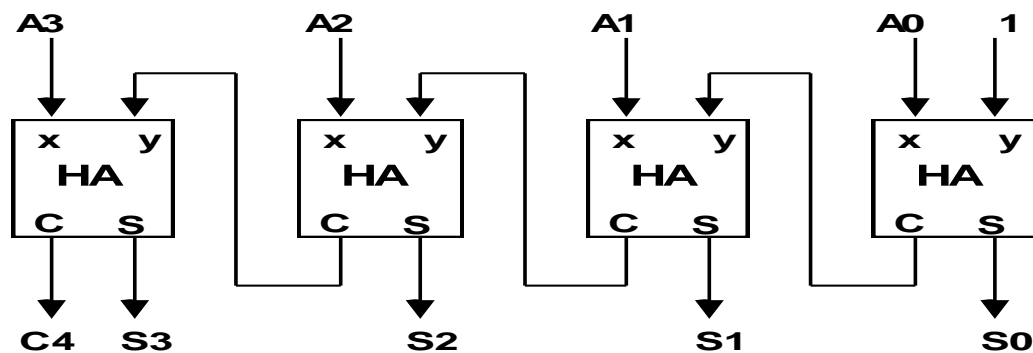 A3 A2 A1 A0 1
x y x y x y x y
HA HA HA HA
C S C S C S C S
C4 S3 S2 S1 S0